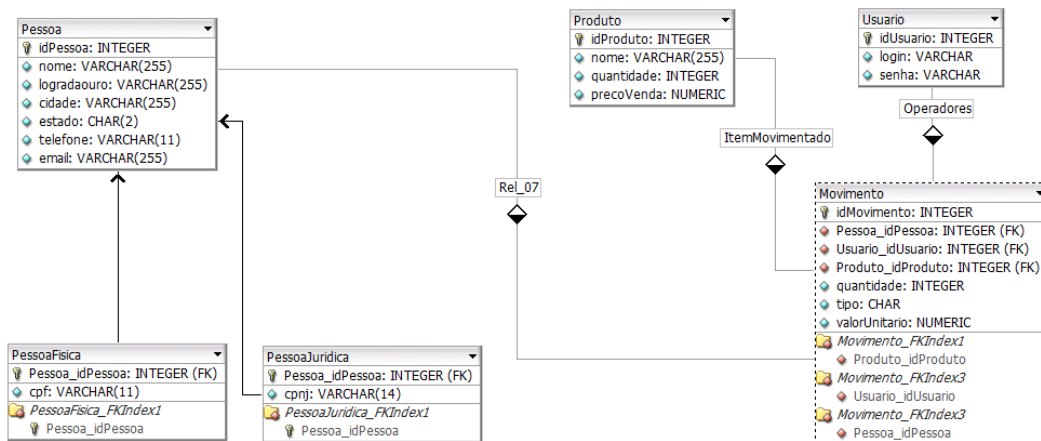 Pessoa
idPessoa: INTEGER
nome: VARCHAR(255)
logradaouro: VARCHAR(255)
cidade: VARCHAR(255)
estado: CHAR(2)
telefone: VARCHAR(11)
email: VARCHAR(255)
Produto
idProduto: INTEGER
nome: VARCHAR(255)
quantidade: INTEGER
precoVenda: NUMERIC
Usuario
idUsuario: INTEGER
login: VARCHAR
senha: VARCHAR
Operadores
ItemMovimentado
Rel_07
Movimento
idMovimento: INTEGER
Pessoa_idPessoa: INTEGER (FK)
Usuario_idUsuario: INTEGER (FK)
Produto_idProduto: INTEGER (FK)
quantidade: INTEGER
tipo: CHAR
valorUnitario: NUMERIC
Movimento_FKIndex1
Produto_idProduto
Movimento_FKIndex3
Usuario_idUsuario
Movimento_FKIndex3
Pessoa_idPessoa
PessoaFisica
Pessoa_idPessoa: INTEGER (FK)
cpf: VARCHAR(11)
PessoaFisica_FKIndex1
Pessoa_idPessoa
PessoaJuridica
Pessoa_idPessoa: INTEGER (FK)
cpnj: VARCHAR(14)
PessoaJuridica_FKIndex1
Pessoa_idPessoa